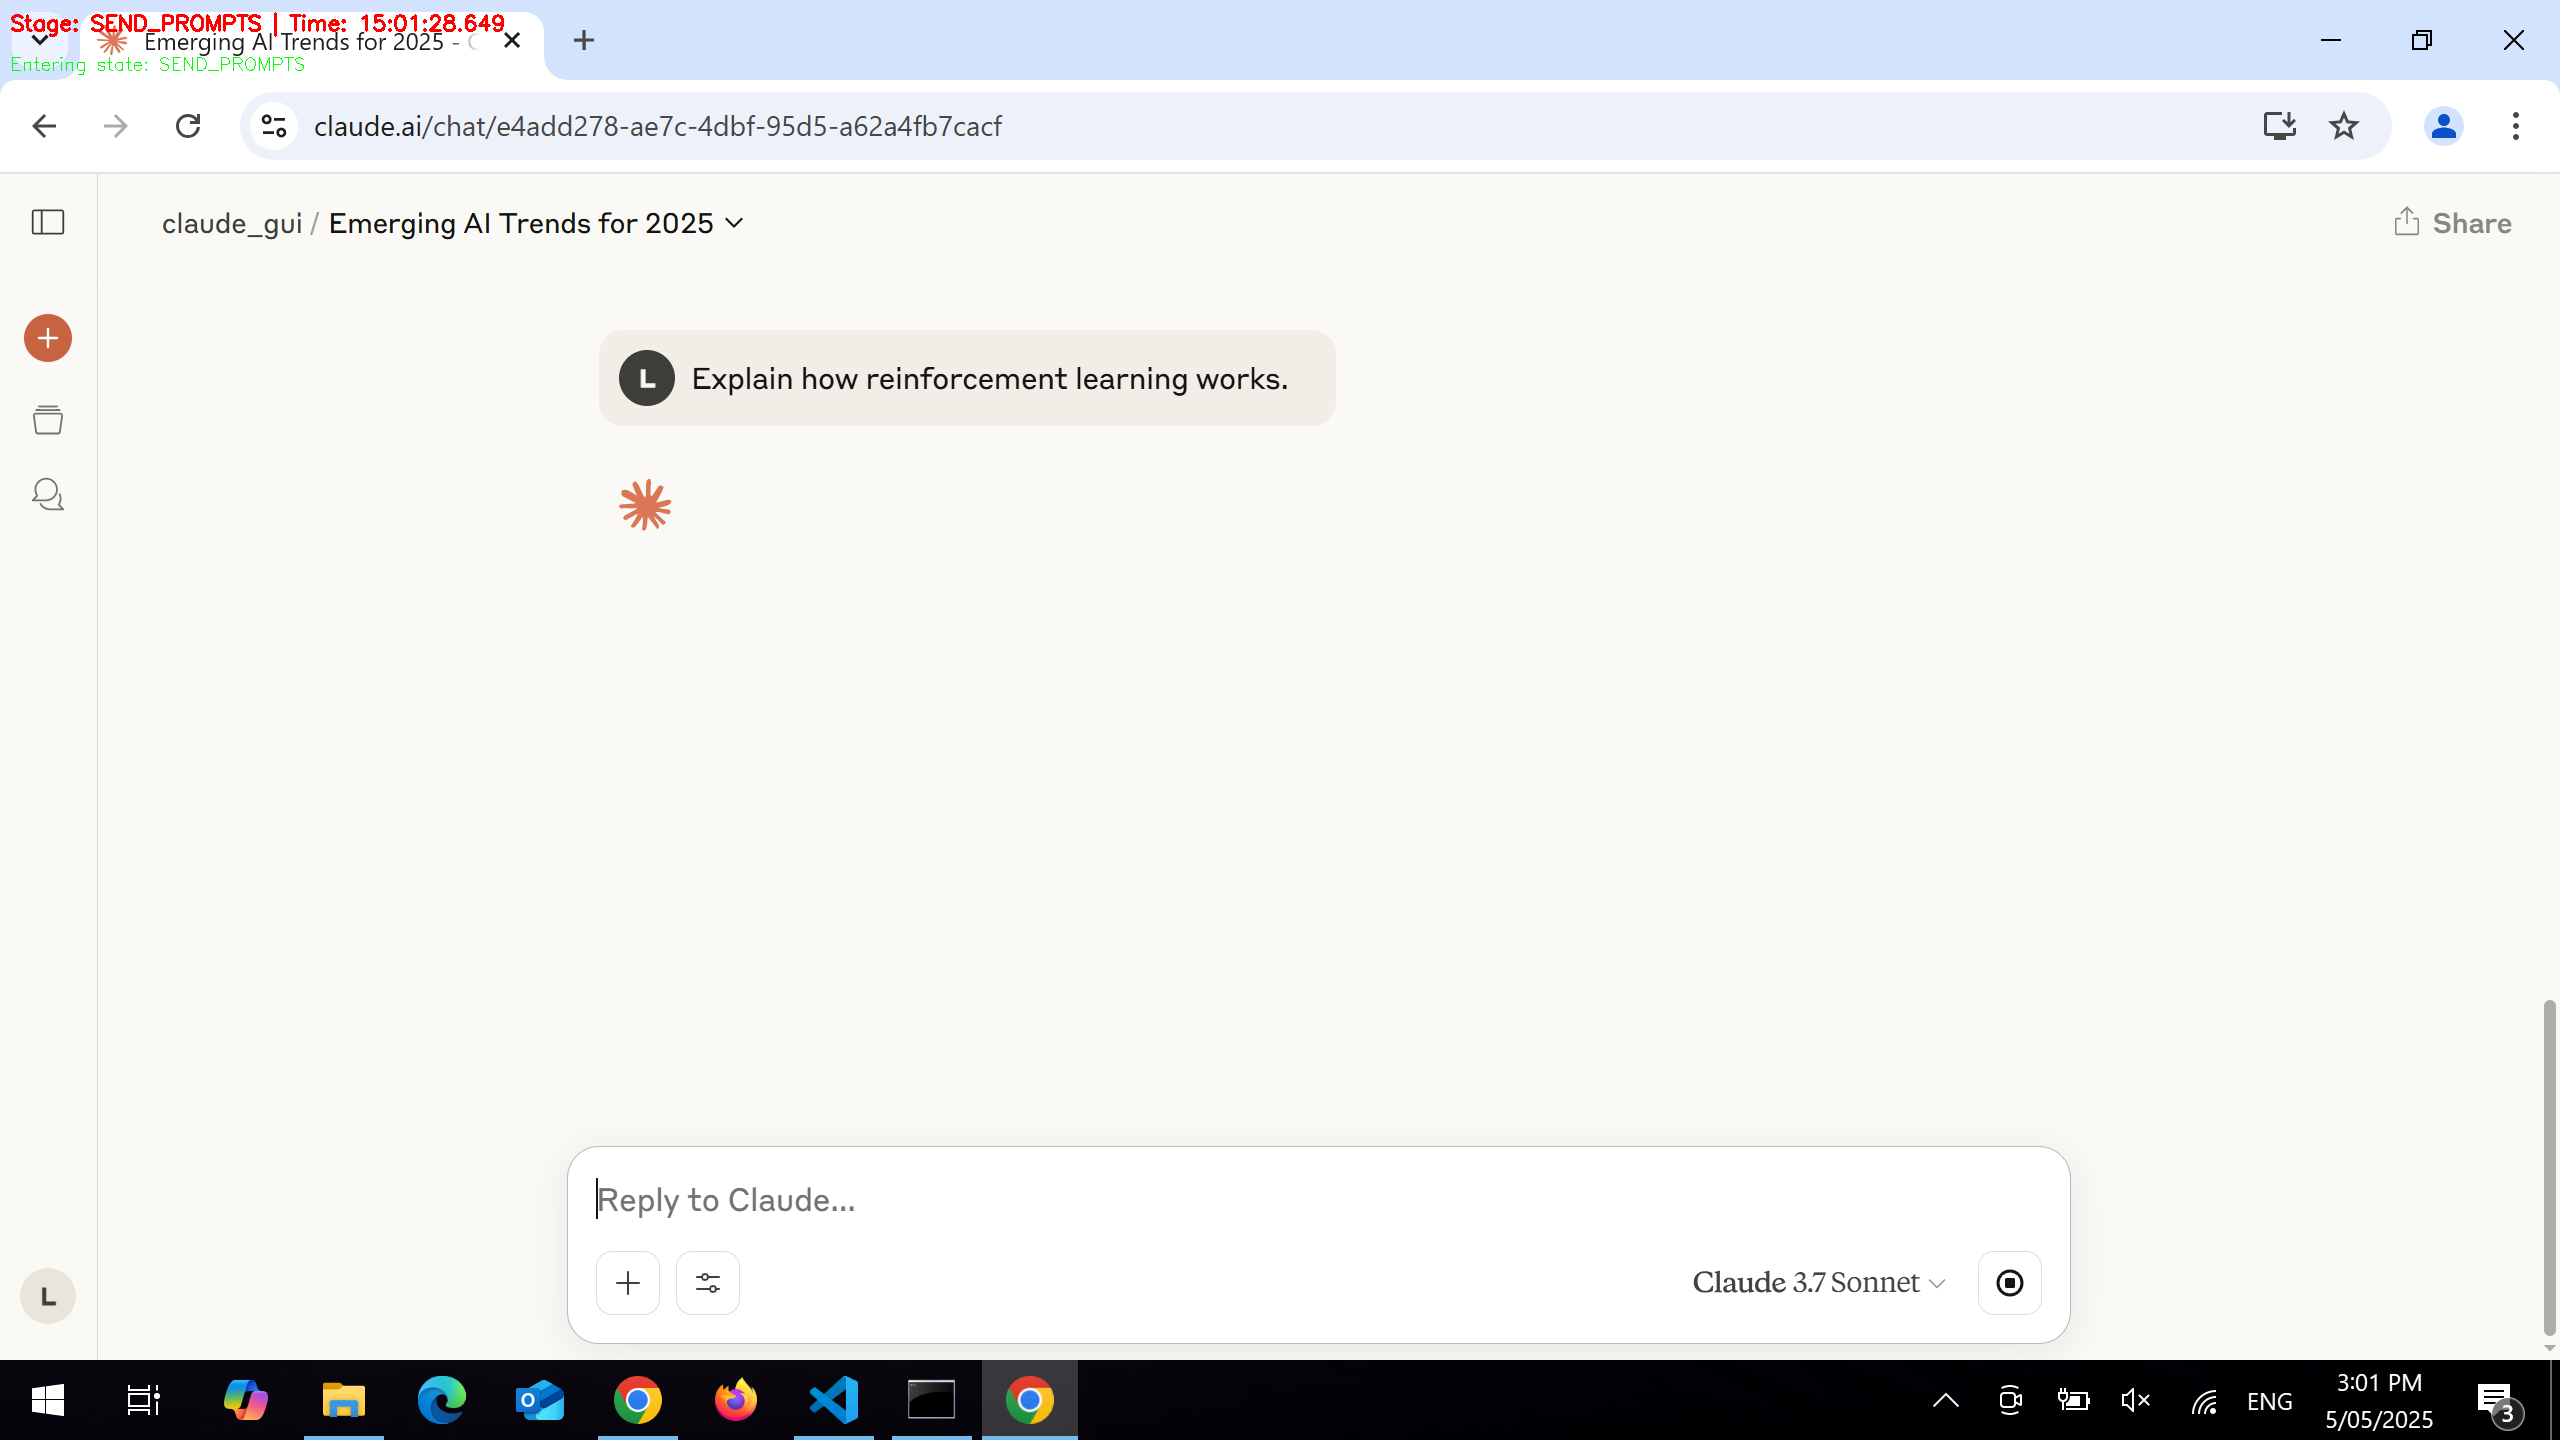 Stage: SEND_PROMPTS | Time: 15:01:28.649
Emerging AI Trends for 2025 -
Entering state: SEND_PROMPTS
claude.ai/chat/e4add278-ae7c-4dbf-95d5-a62a4fb7cacf
claude_gui / Emerging AI Trends for 2025
Share
L Explain how reinforcement learning works.
Reply to Claude...
Claude 3.7 Sonnet
L
ENG
3:01 PM
5/05/2025
3